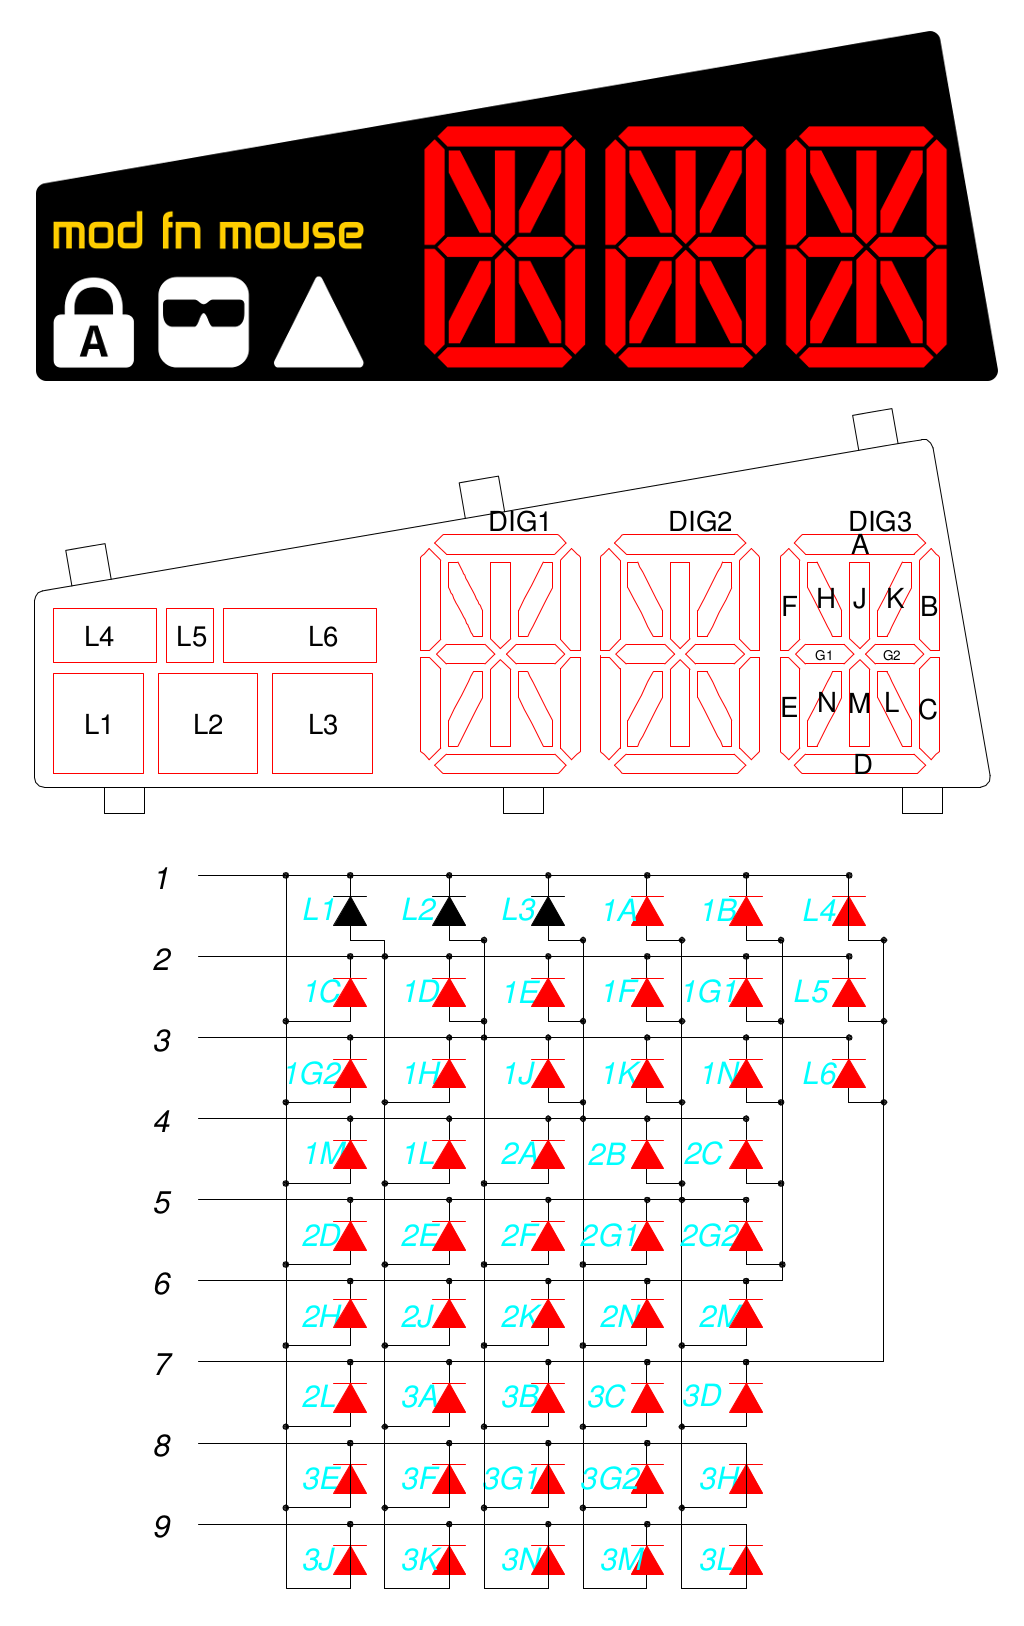 mod fn mouse
A
DIG1 DIG2 DIG3
A
F H J K B
L4 L5 L6
G1 G2
E N M L C
L1 L2 L3
D
1
L1 L2 L3 1A 1B L4
2
1C 1D 1E 1F 1G1 L5
3
1G2 1H 1J 1K 1N L6
4
1M 1L 2A 2B 2C
5
2D 2E 2F 2G1 2G2
6
2H 2J 2K 2N 2M
7
2L 3A 3B 3C 3D
8
3E 3F 3G1 3G2 3H
9
3J 3K 3N 3M 3L